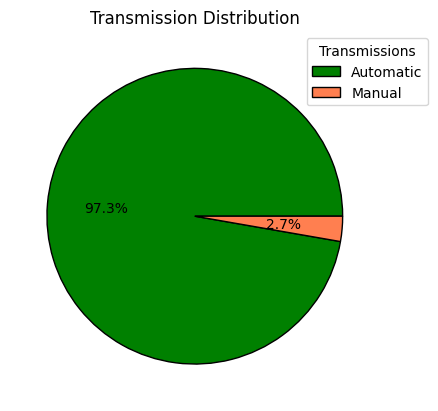 Transmission Distribution
Transmissions
Automatic
Manual
97.3%
2.7%